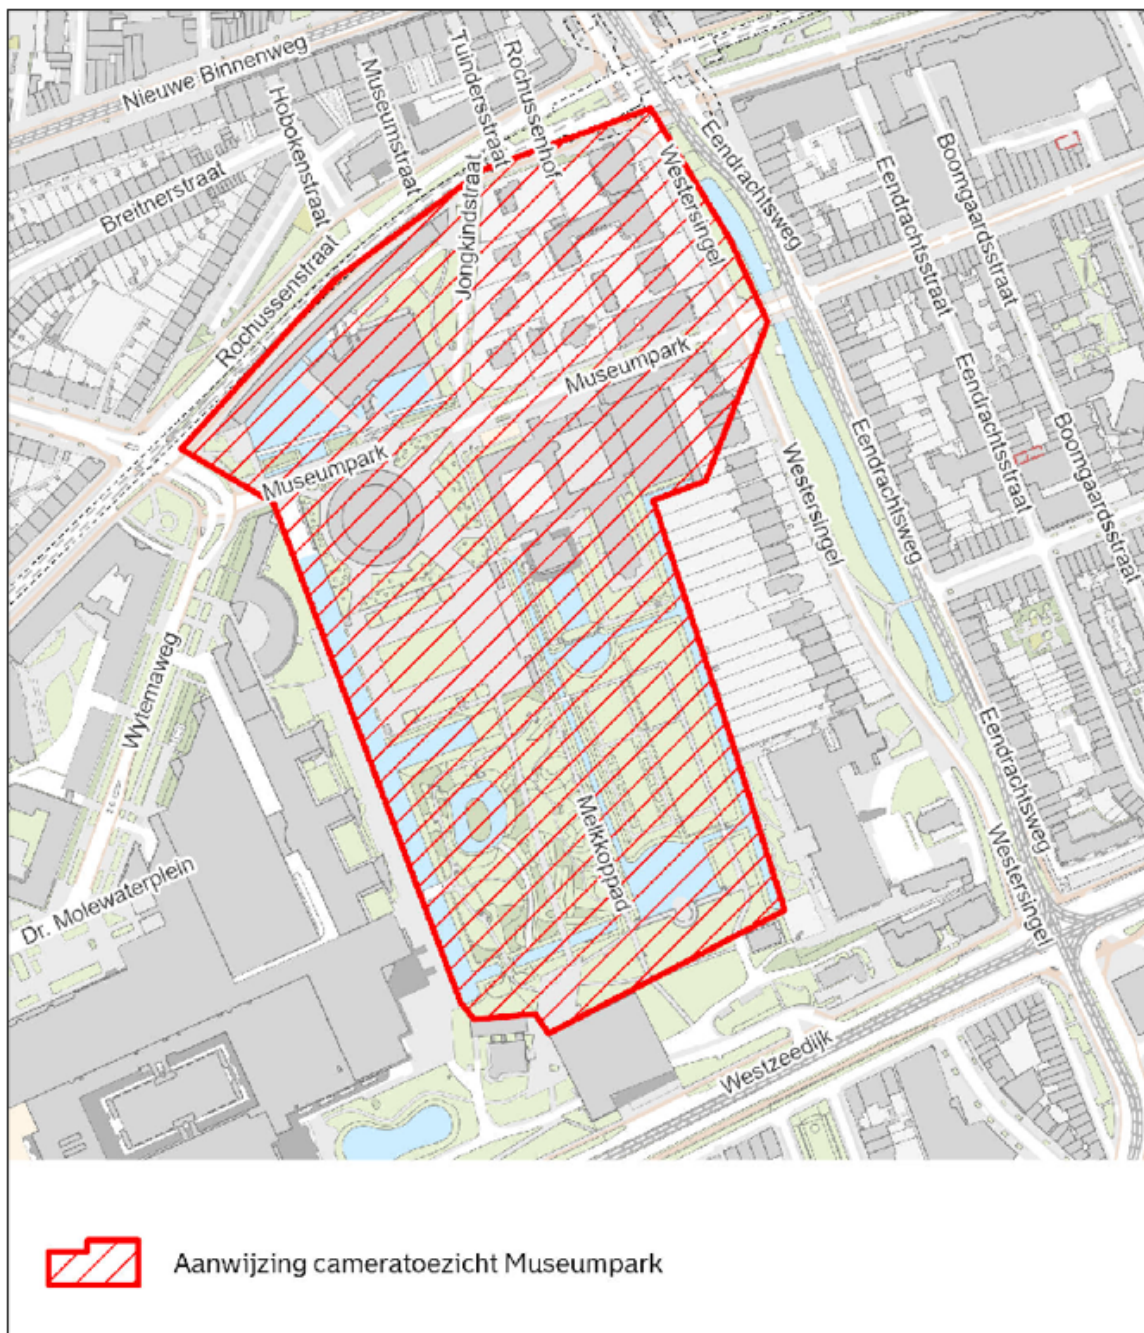 Nieuwe Binnenweg
Tuindersstraat
Rochussenhof
Museumstraat
Hobokenstraat
Breitnerstraat
Eendrachtsweg
Boomgaardsstraat
Eendrachtsstraat
Westersingel
Jongkindstraat
Rochussenstraat
Museumpark
Museumpark
Eendrachtsstraat
Boomgaardsstraat
Westersingel
Eendrachtsweg
Wytemaweg
Eendrachtsweg
Melkkoppad
Westersingel
Dr. Molewaterplein
Westzeedijk
Aanwijzing cameratoezicht Museumpark